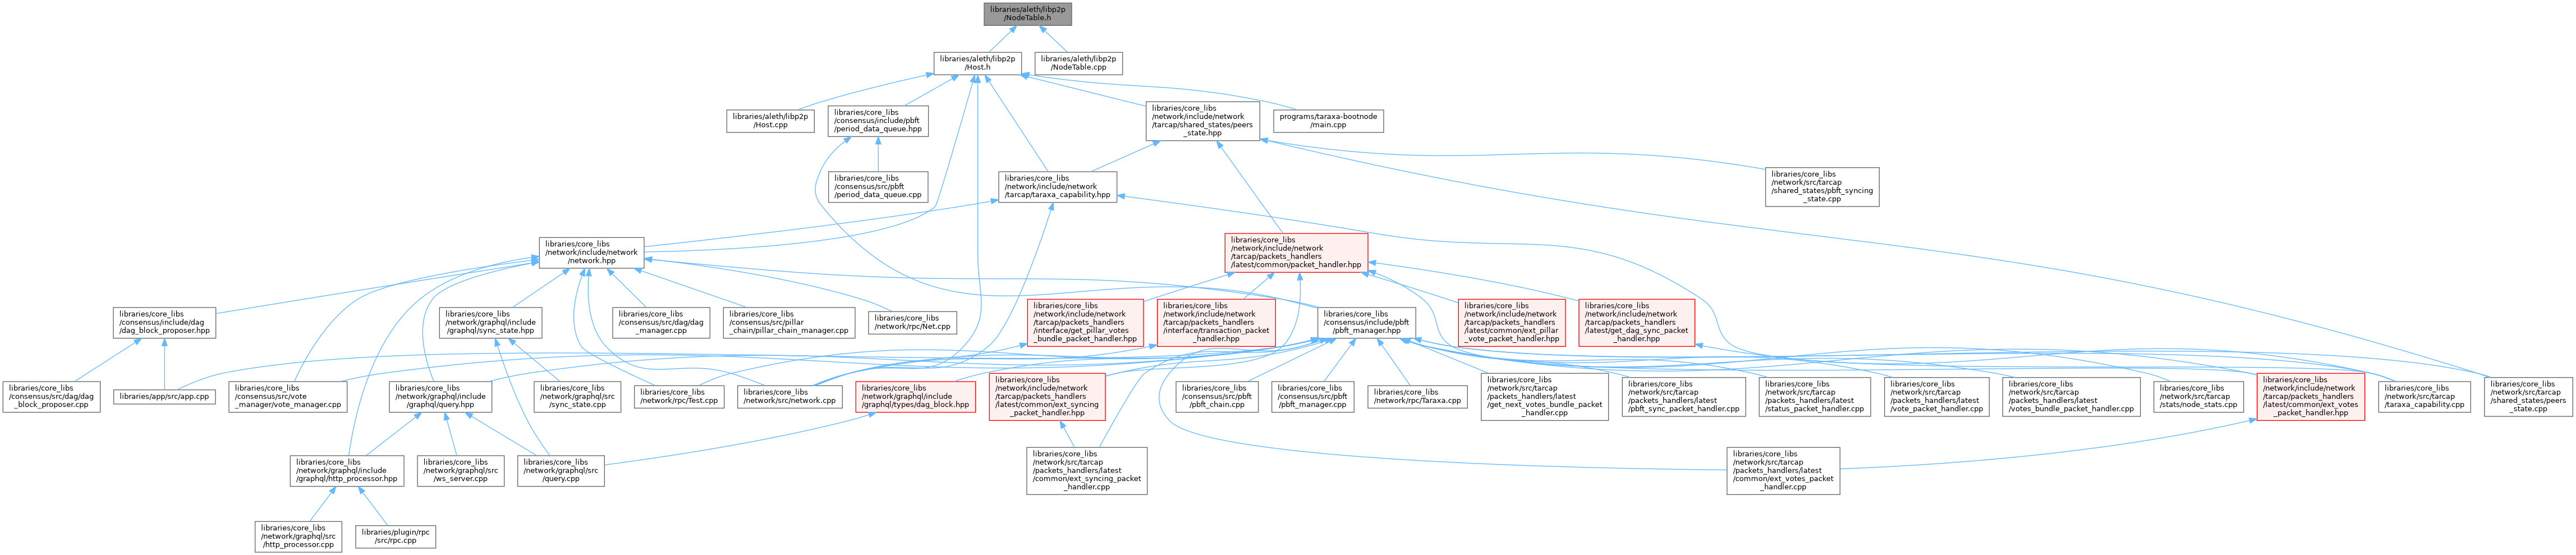 libraries/aleth/libp2p
/NodeTable.h
libraries/aleth/libp2p
/Host.h
libraries/aleth/libp2p
/NodeTable.cpp
libraries/aleth/libp2p
/Host.cpp
libraries/core_libs
/consensus/include/pbft
/period_data_queue.hpp
libraries/core_libs
/network/include/network
/tarcap/shared_states/peers
_state.hpp
programs/taraxa-bootnode
/main.cpp
libraries/core_libs
/consensus/src/pbft
/period_data_queue.cpp
libraries/core_libs
/network/include/network
/tarcap/taraxa_capability.hpp
libraries/core_libs
/network/src/tarcap
/shared_states/pbft_syncing
_state.cpp
libraries/core_libs
/network/include/network
/network.hpp
libraries/core_libs
/network/include/network
/tarcap/packets_handlers
/latest/common/packet_handler.hpp
libraries/core_libs
/consensus/include/dag
/dag_block_proposer.hpp
libraries/core_libs
/network/graphql/include
/graphql/sync_state.hpp
libraries/core_libs
/consensus/src/dag/dag
_manager.cpp
libraries/core_libs
/consensus/src/pillar
_chain/pillar_chain_manager.cpp
libraries/core_libs
/network/rpc/Net.cpp
libraries/core_libs
/network/include/network
/tarcap/packets_handlers
/interface/get_pillar_votes
_bundle_packet_handler.hpp
libraries/core_libs
/network/include/network
/tarcap/packets_handlers
/interface/transaction_packet
_handler.hpp
libraries/core_libs
/consensus/include/pbft
/pbft_manager.hpp
libraries/core_libs
/network/include/network
/tarcap/packets_handlers
/latest/common/ext_pillar
_vote_packet_handler.hpp
libraries/core_libs
/network/include/network
/tarcap/packets_handlers
/latest/get_dag_sync_packet
_handler.hpp
libraries/core_libs
/consensus/src/dag/dag
_block_proposer.cpp
libraries/app/src/app.cpp
libraries/core_libs
/consensus/src/vote
_manager/vote_manager.cpp
libraries/core_libs
/network/graphql/include
/graphql/query.hpp
libraries/core_libs
/network/graphql/src
/sync_state.cpp
libraries/core_libs
/network/rpc/Test.cpp
libraries/core_libs
/network/src/network.cpp
libraries/core_libs
/network/graphql/include
/graphql/types/dag_block.hpp
libraries/core_libs
/network/include/network
/tarcap/packets_handlers
/latest/common/ext_syncing
_packet_handler.hpp
libraries/core_libs
/consensus/src/pbft
/pbft_chain.cpp
libraries/core_libs
/consensus/src/pbft
/pbft_manager.cpp
libraries/core_libs
/network/rpc/Taraxa.cpp
libraries/core_libs
/network/src/tarcap
/packets_handlers/latest
/get_next_votes_bundle_packet
_handler.cpp
libraries/core_libs
/network/src/tarcap
/packets_handlers/latest
/pbft_sync_packet_handler.cpp
libraries/core_libs
/network/src/tarcap
/packets_handlers/latest
/status_packet_handler.cpp
libraries/core_libs
/network/src/tarcap
/packets_handlers/latest
/vote_packet_handler.cpp
libraries/core_libs
/network/src/tarcap
/packets_handlers/latest
/votes_bundle_packet_handler.cpp
libraries/core_libs
/network/src/tarcap
/stats/node_stats.cpp
libraries/core_libs
/network/include/network
/tarcap/packets_handlers
/latest/common/ext_votes
_packet_handler.hpp
libraries/core_libs
/network/src/tarcap
/taraxa_capability.cpp
libraries/core_libs
/network/src/tarcap
/shared_states/peers
_state.cpp
libraries/core_libs
/network/graphql/include
/graphql/http_processor.hpp
libraries/core_libs
/network/graphql/src
/ws_server.cpp
libraries/core_libs
/network/graphql/src
/query.cpp
libraries/core_libs
/network/src/tarcap
/packets_handlers/latest
/common/ext_syncing_packet
_handler.cpp
libraries/core_libs
/network/src/tarcap
/packets_handlers/latest
/common/ext_votes_packet
_handler.cpp
libraries/core_libs
/network/graphql/src
/http_processor.cpp
libraries/plugin/rpc
/src/rpc.cpp